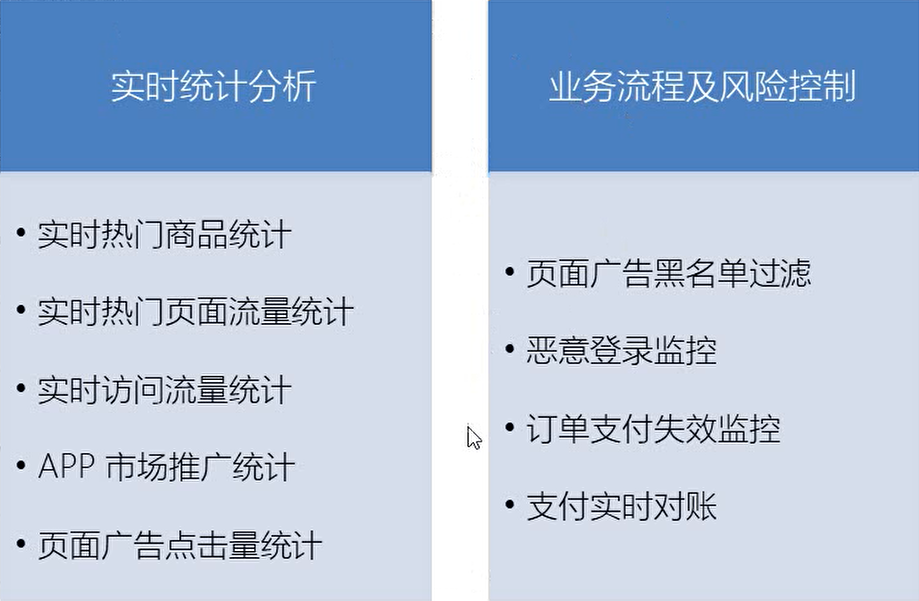 实时统计分析
• 实时热门商品统计
• 实时热门页面流量统计
• 实时访问流量统计
• APP 市场推广统计
• 页面广告点击量统计
业务流程及风险控制
• 页面广告黑名单过滤
• 恶意登录监控
• 订单支付失效监控
• 支付实时对账